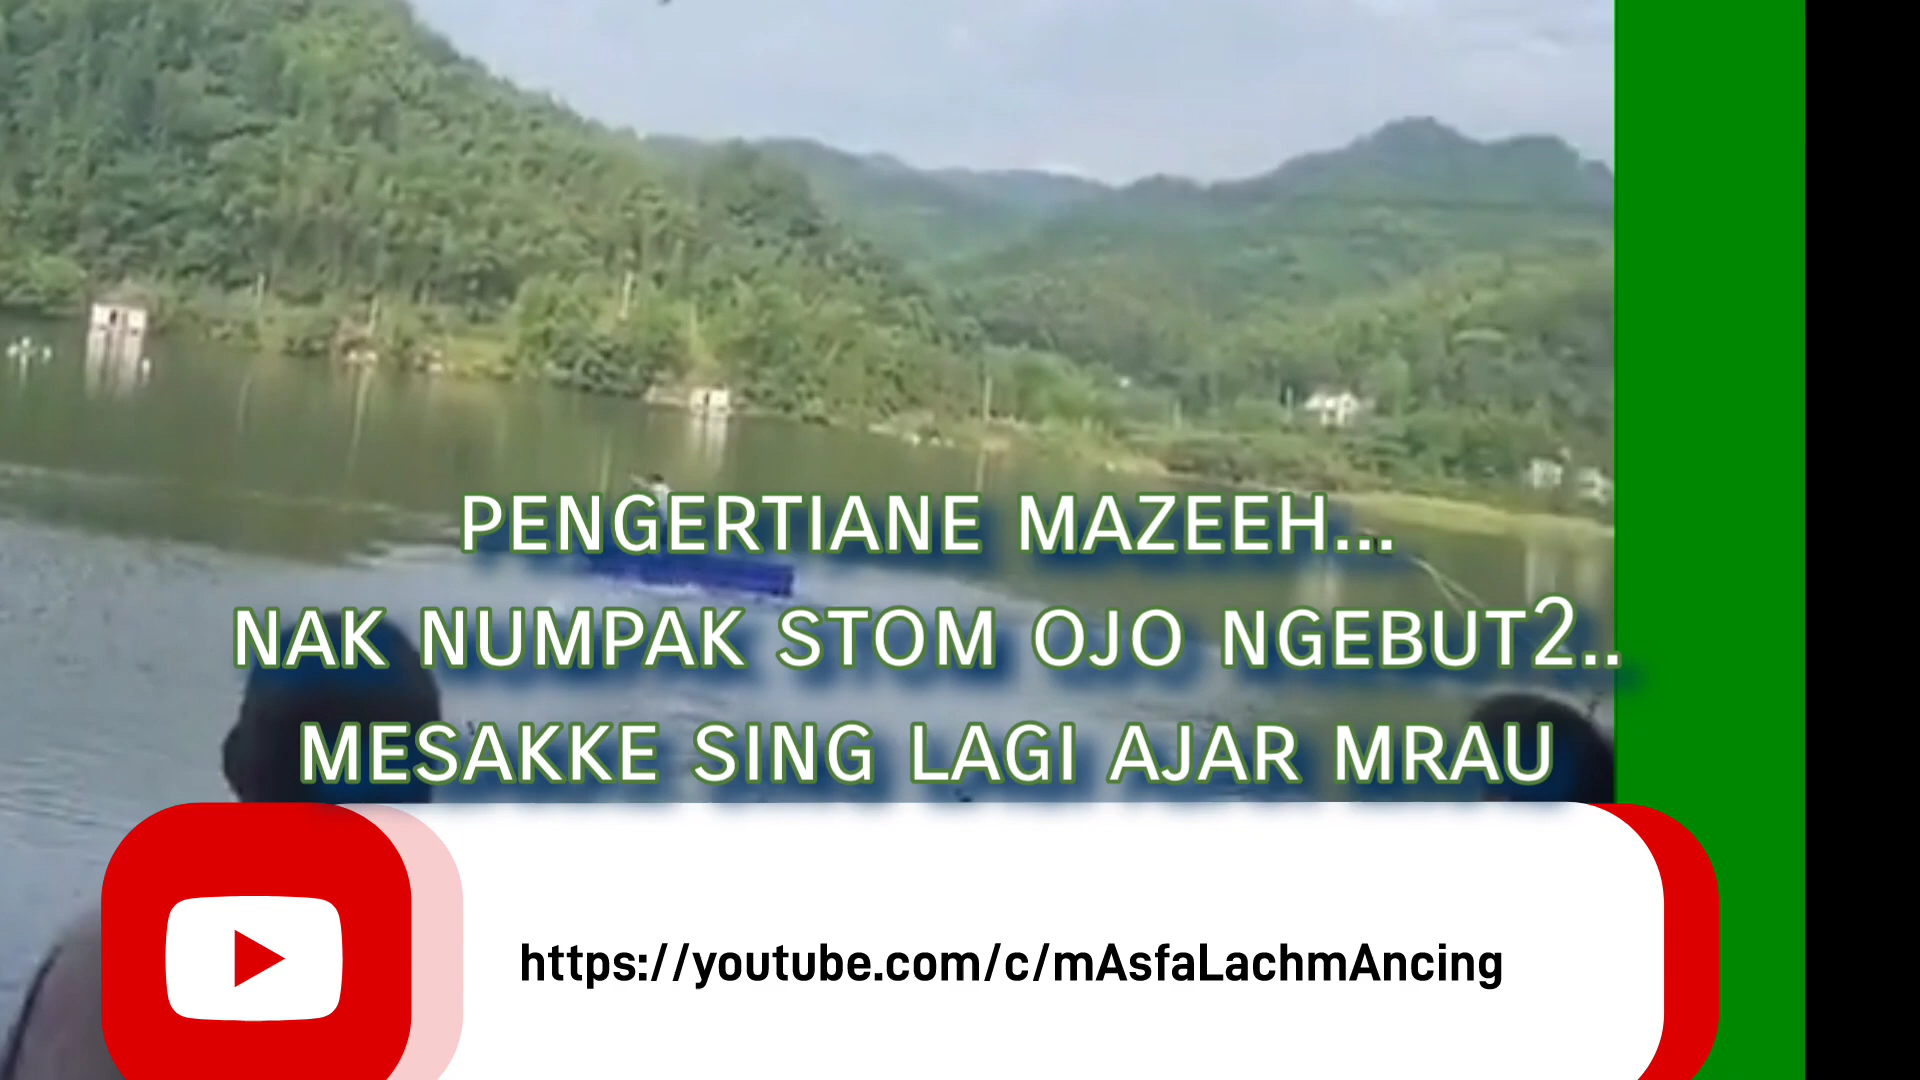 PENGERTIANE MAZEEH...
NAK NUMPAK STOM OJO NGEBUT2..
MESAKKE SING LAGI AJAR MRAU
https://youtube.com/c/mAsfaLachmAncing